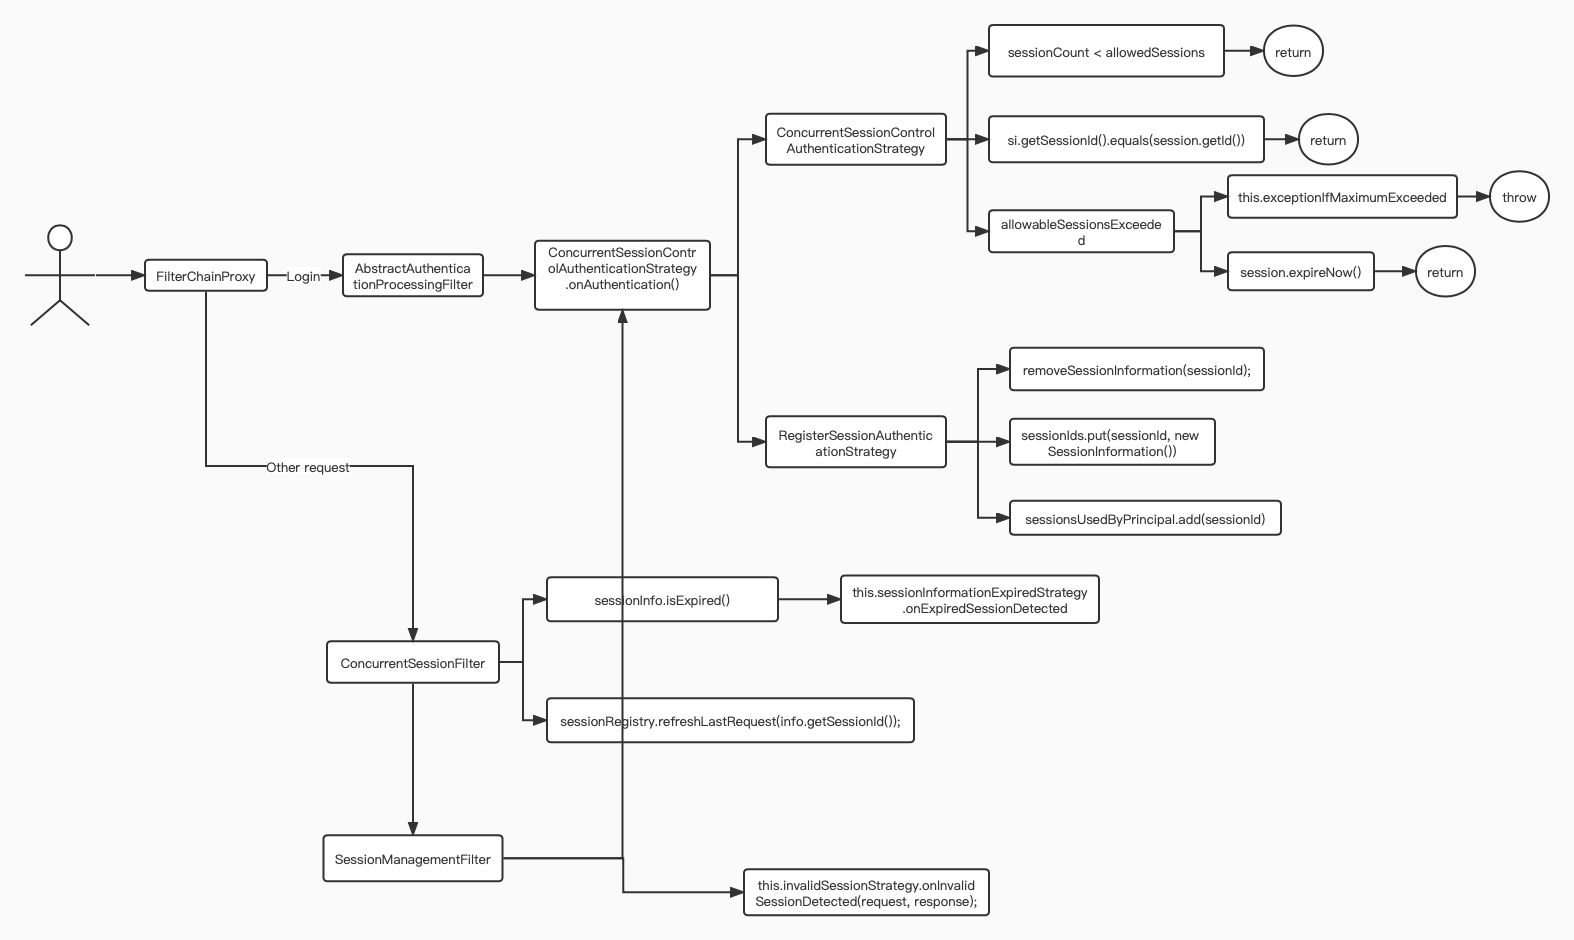 sessionCount < allowedSessions
return
ConcurrentSessionControl
AuthenticationStrategy
si.getSessionId().equals(session.getId())
return
this.exceptionIfMaximumExceeded
throw
allowableSessionsExceede
d
session.expireNow()
return
FilterChainProxy
Login
AbstractAuthentica
tionProcessingFilter
ConcurrentSessionContr
olAuthenticationStrategy
.onAuthentication()
removeSessionInformation(sessionId);
RegisterSessionAuthentic
ationStrategy
sessionIds.put(sessionId, new
SessionInformation())
sessionsUsedByPrincipal.add(sessionId)
Other request
sessionInfo.isExpired()
this.sessionInformationExpiredStrategy
.onExpiredSessionDetected
ConcurrentSessionFilter
sessionRegistry.refreshLastRequest(info.getSessionId());
SessionManagementFilter
this.invalidSessionStrategy.onInvalid
SessionDetected(request, response);